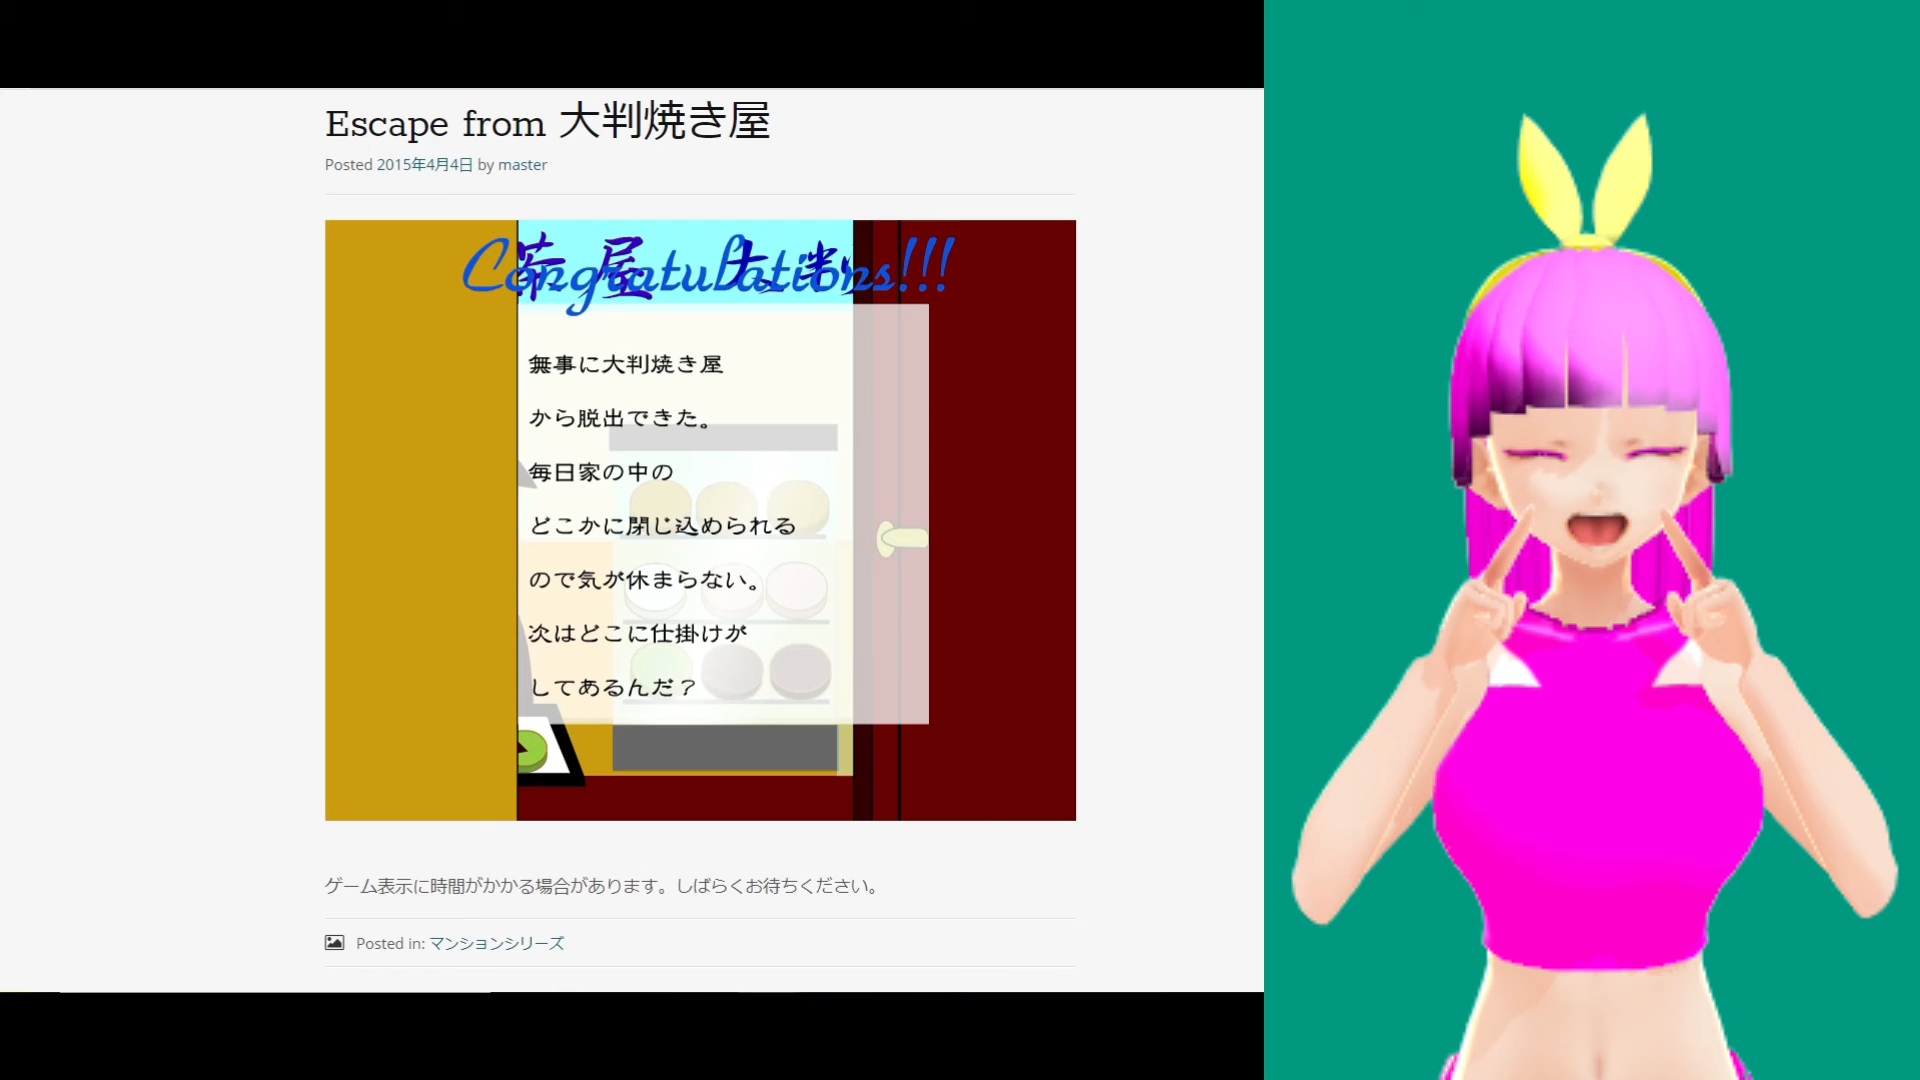 Escape from 大判焼き屋
Posted 2015年4月4日 by master
茶屋 大判
Congratulations!!!
無事に大判焼き屋
から脱出できた。
毎日家の中の
どこかに閉じ込められる
ので気が休まらない。
次はどこに仕掛けが
してあるんだ？
ゲーム表示に時間がかかる場合があります。しばらくお待ちください。
Posted in: マンションシリーズ